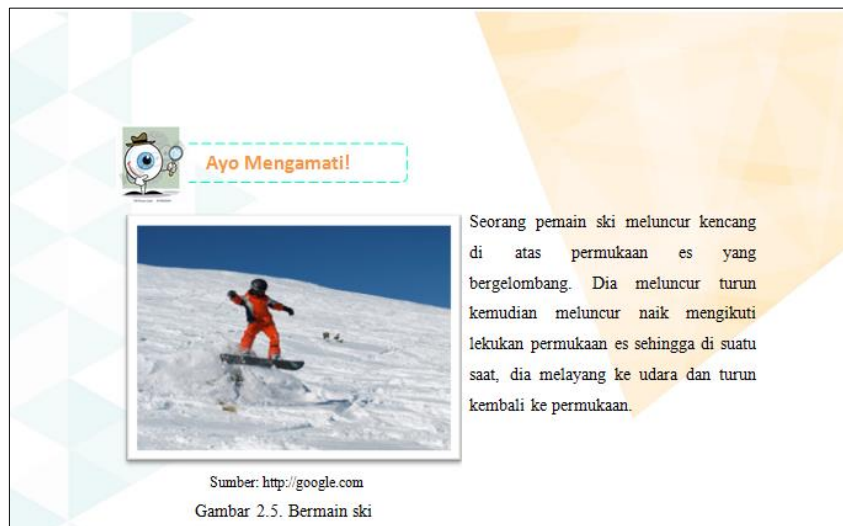 Ayo Mengamati!
Seorang pemain ski meluncur kencang
di atas permukaan es yang
bergelombang. Dia meluncur turun
kemudian meluncur naik mengikuti
lekukan permukaan es sehingga di suatu
saat, dia melayang ke udara dan turun
kembali ke permukaan.
Sumber: http://google.com
Gambar 2.5. Bermain ski